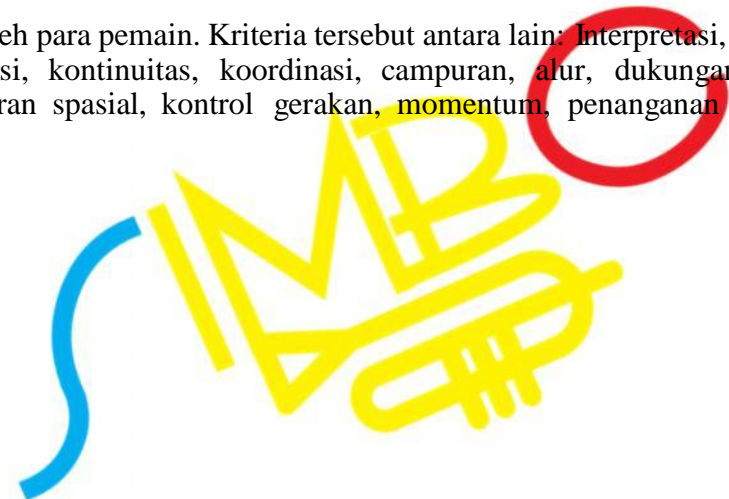 eh para pemain. Kriteria tersebut antara lain: Interpretasi,
si, kontinuitas, koordinasi, campuran, alur, dukungan
ran spasial, kontrol gerakan, momentum, penanganan
SIMBO